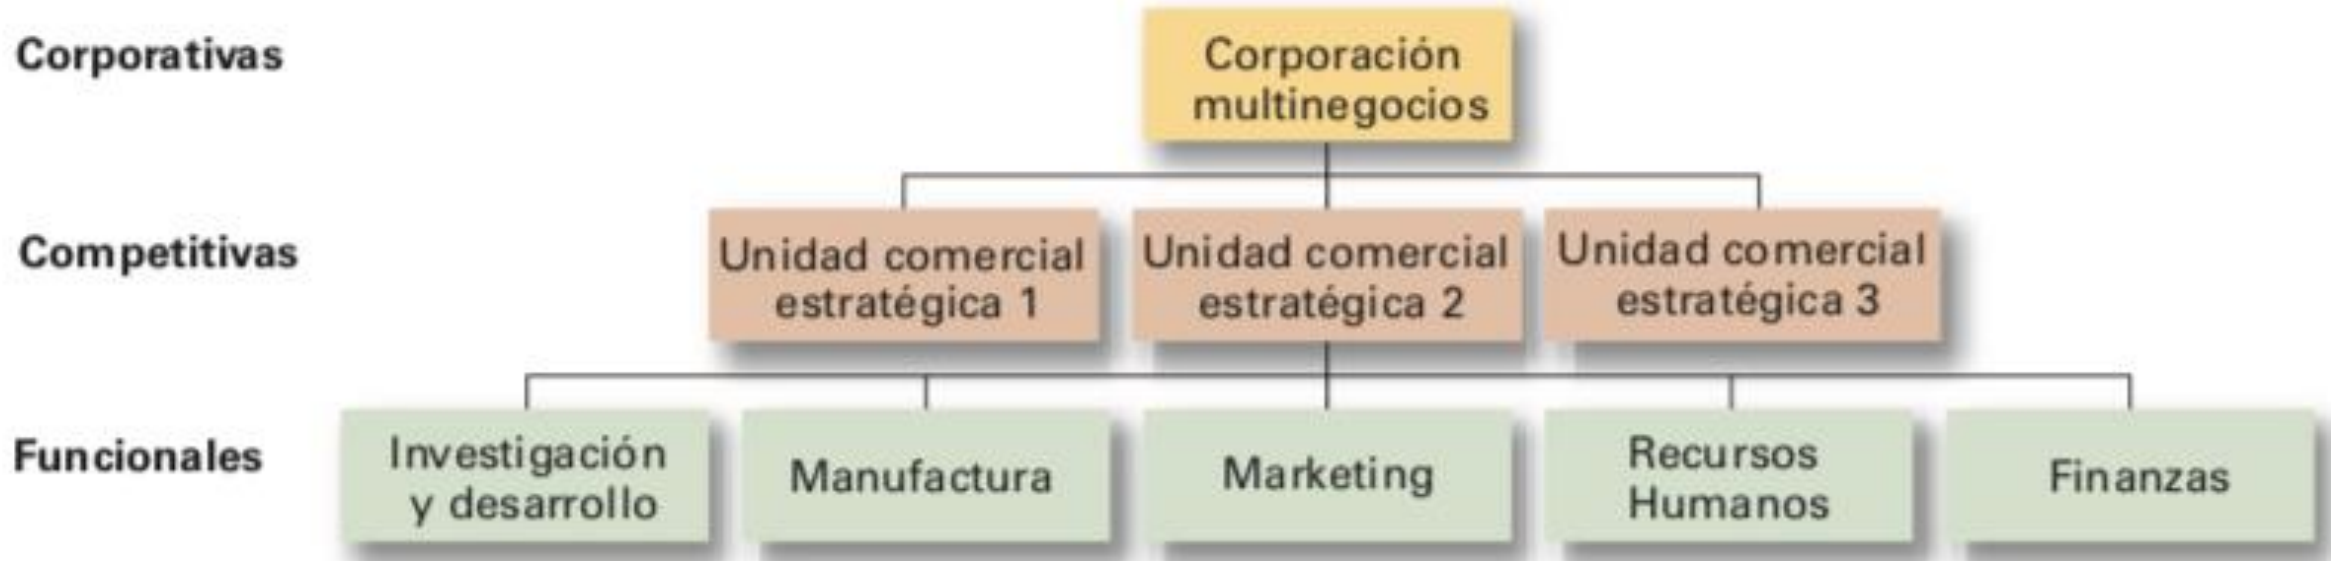 Corporativas
Corporación
multinegocios
Competitivas
Unidad comercial
estratégica 1
Unidad comercial
estratégica 2
Unidad comercial
estratégica 3
Funcionales
Investigación
y desarrollo
Manufactura
Marketing
Recursos
Humanos
Finanzas